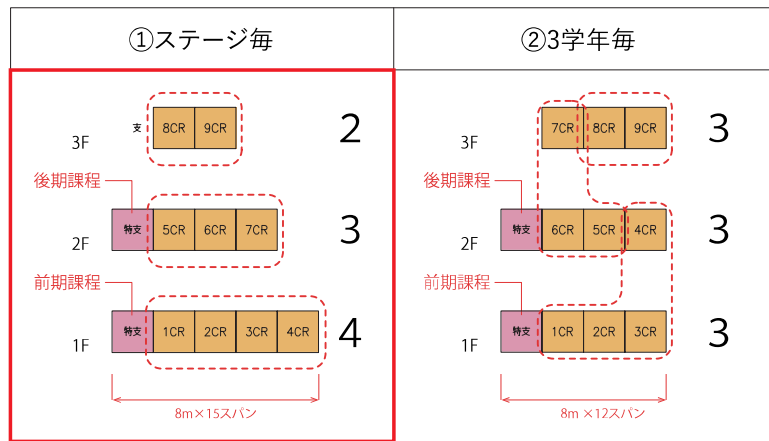 ①ステージ毎
②3学年毎
3F
支
8CR
9CR
2
後期課程
2F
特支
5CR
6CR
7CR
3
前期課程
1F
特支
1CR
2CR
3CR
4CR
4
8m×15スパン
3F
7CR
8CR
9CR
3
後期課程
2F
特支
6CR
5CR
4CR
3
前期課程
1F
特支
1CR
2CR
3CR
3
8m×12スパン